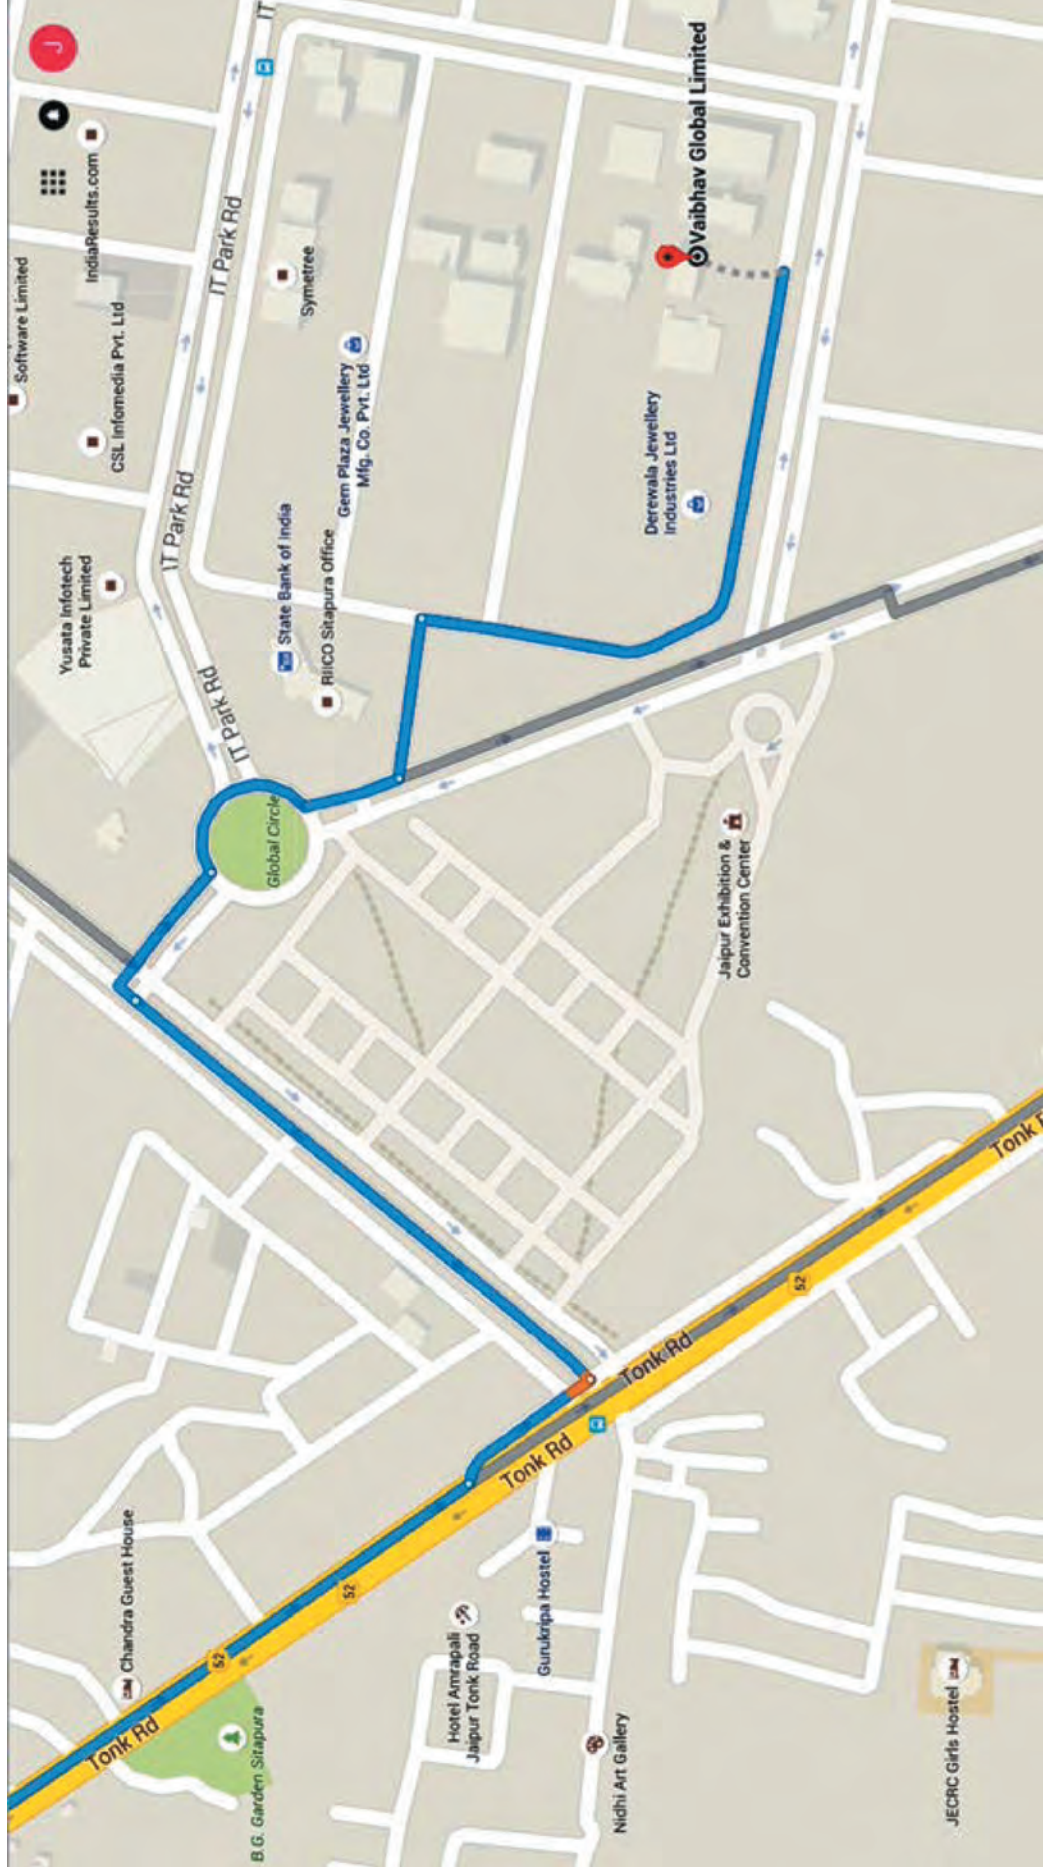 J
IT
Software Limited
IndiaResults.com
CSL Infomedia Pvt. Ltd
IT Park Rd
Symetree
Vaibhav Global Limited
Gem Plaza Jewellery
Mfg. Co. Pvt. Ltd
Derewala Jewellery
Industries Ltd
IT Park Rd
Yusata Infotech
Private Limited
State Bank of India
RIICO Sitapura Office
IT Park Rd
Global Circle
Jaipur Exhibition &
Convention Center
Tonk R
52
Tonk Rd
Tonk Rd
Chandra Guest House
52
52
Gurukripa Hostel
Hotel Amrapali
Jaipur Tonk Road
Tonk Rd
B.G. Garden Sitapura
Nidhi Art Gallery
JECRC Girls Hostel